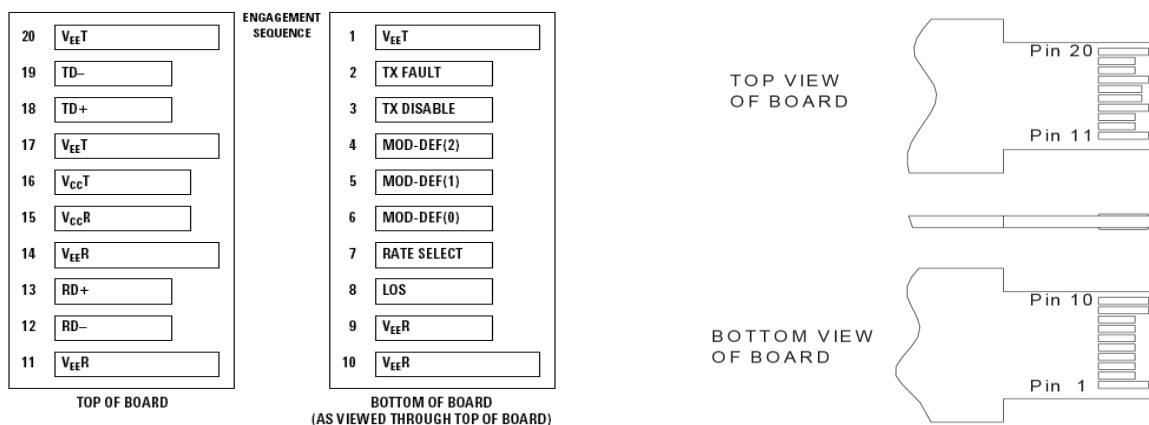 ENGAGEMENT
SEQUENCE
20 VEET
19 TD–
18 TD+
17 VEET
16 VCCT
15 VCCR
14 VEER
13 RD+
12 RD–
11 VEER
TOP OF BOARD
1 VEET
2 TX FAULT
3 TX DISABLE
4 MOD-DEF(2)
5 MOD-DEF(1)
6 MOD-DEF(0)
7 RATE SELECT
8 LOS
9 VEER
10 VEER
BOTTOM OF BOARD
(AS VIEWED THROUGH TOP OF BOARD)
TOP VIEW
OF BOARD
Pin 20
Pin 11
BOTTOM VIEW
OF BOARD
Pin 10
Pin 1